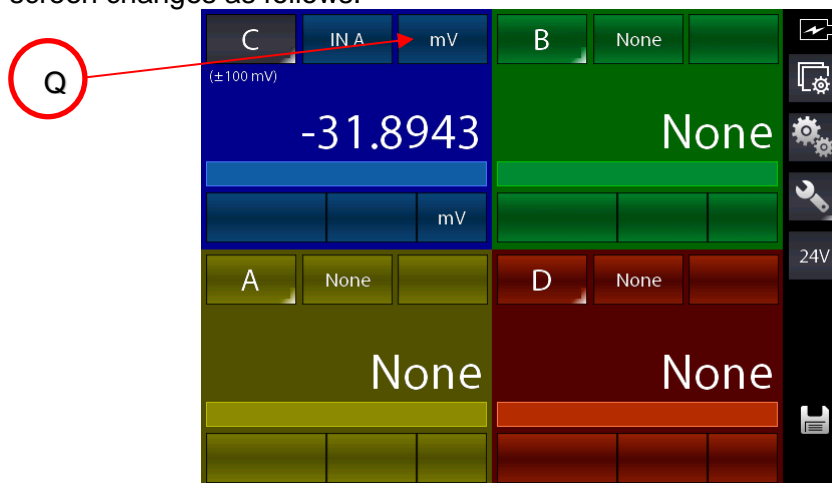 screen changes as follows:
Q
C IN A mV
(±100 mV)
-31.8943
mV
B None
None
A None
None
D None
None
24V